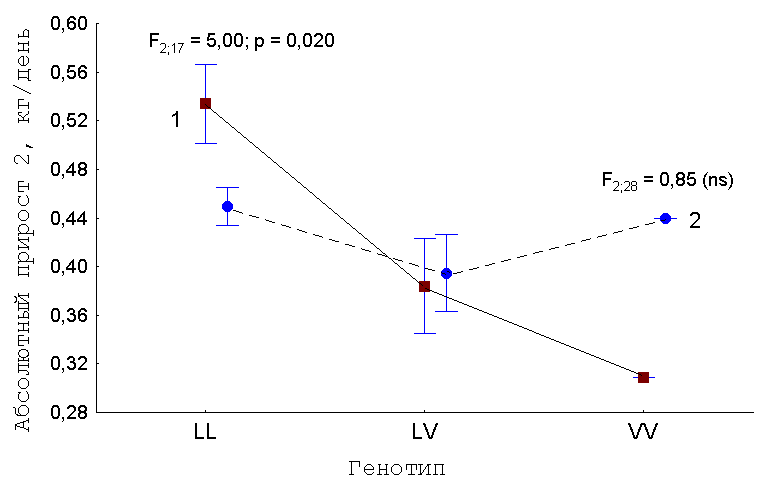 0,60
F2;17 = 5,00; p = 0,020
0,56
0,52
1
0,48
F2;28 = 0,85 (ns)
0,44
2
0,40
0,36
0,32
0,28
Абсолютный прирост 2, кг/день
LL LV VV
Генотип